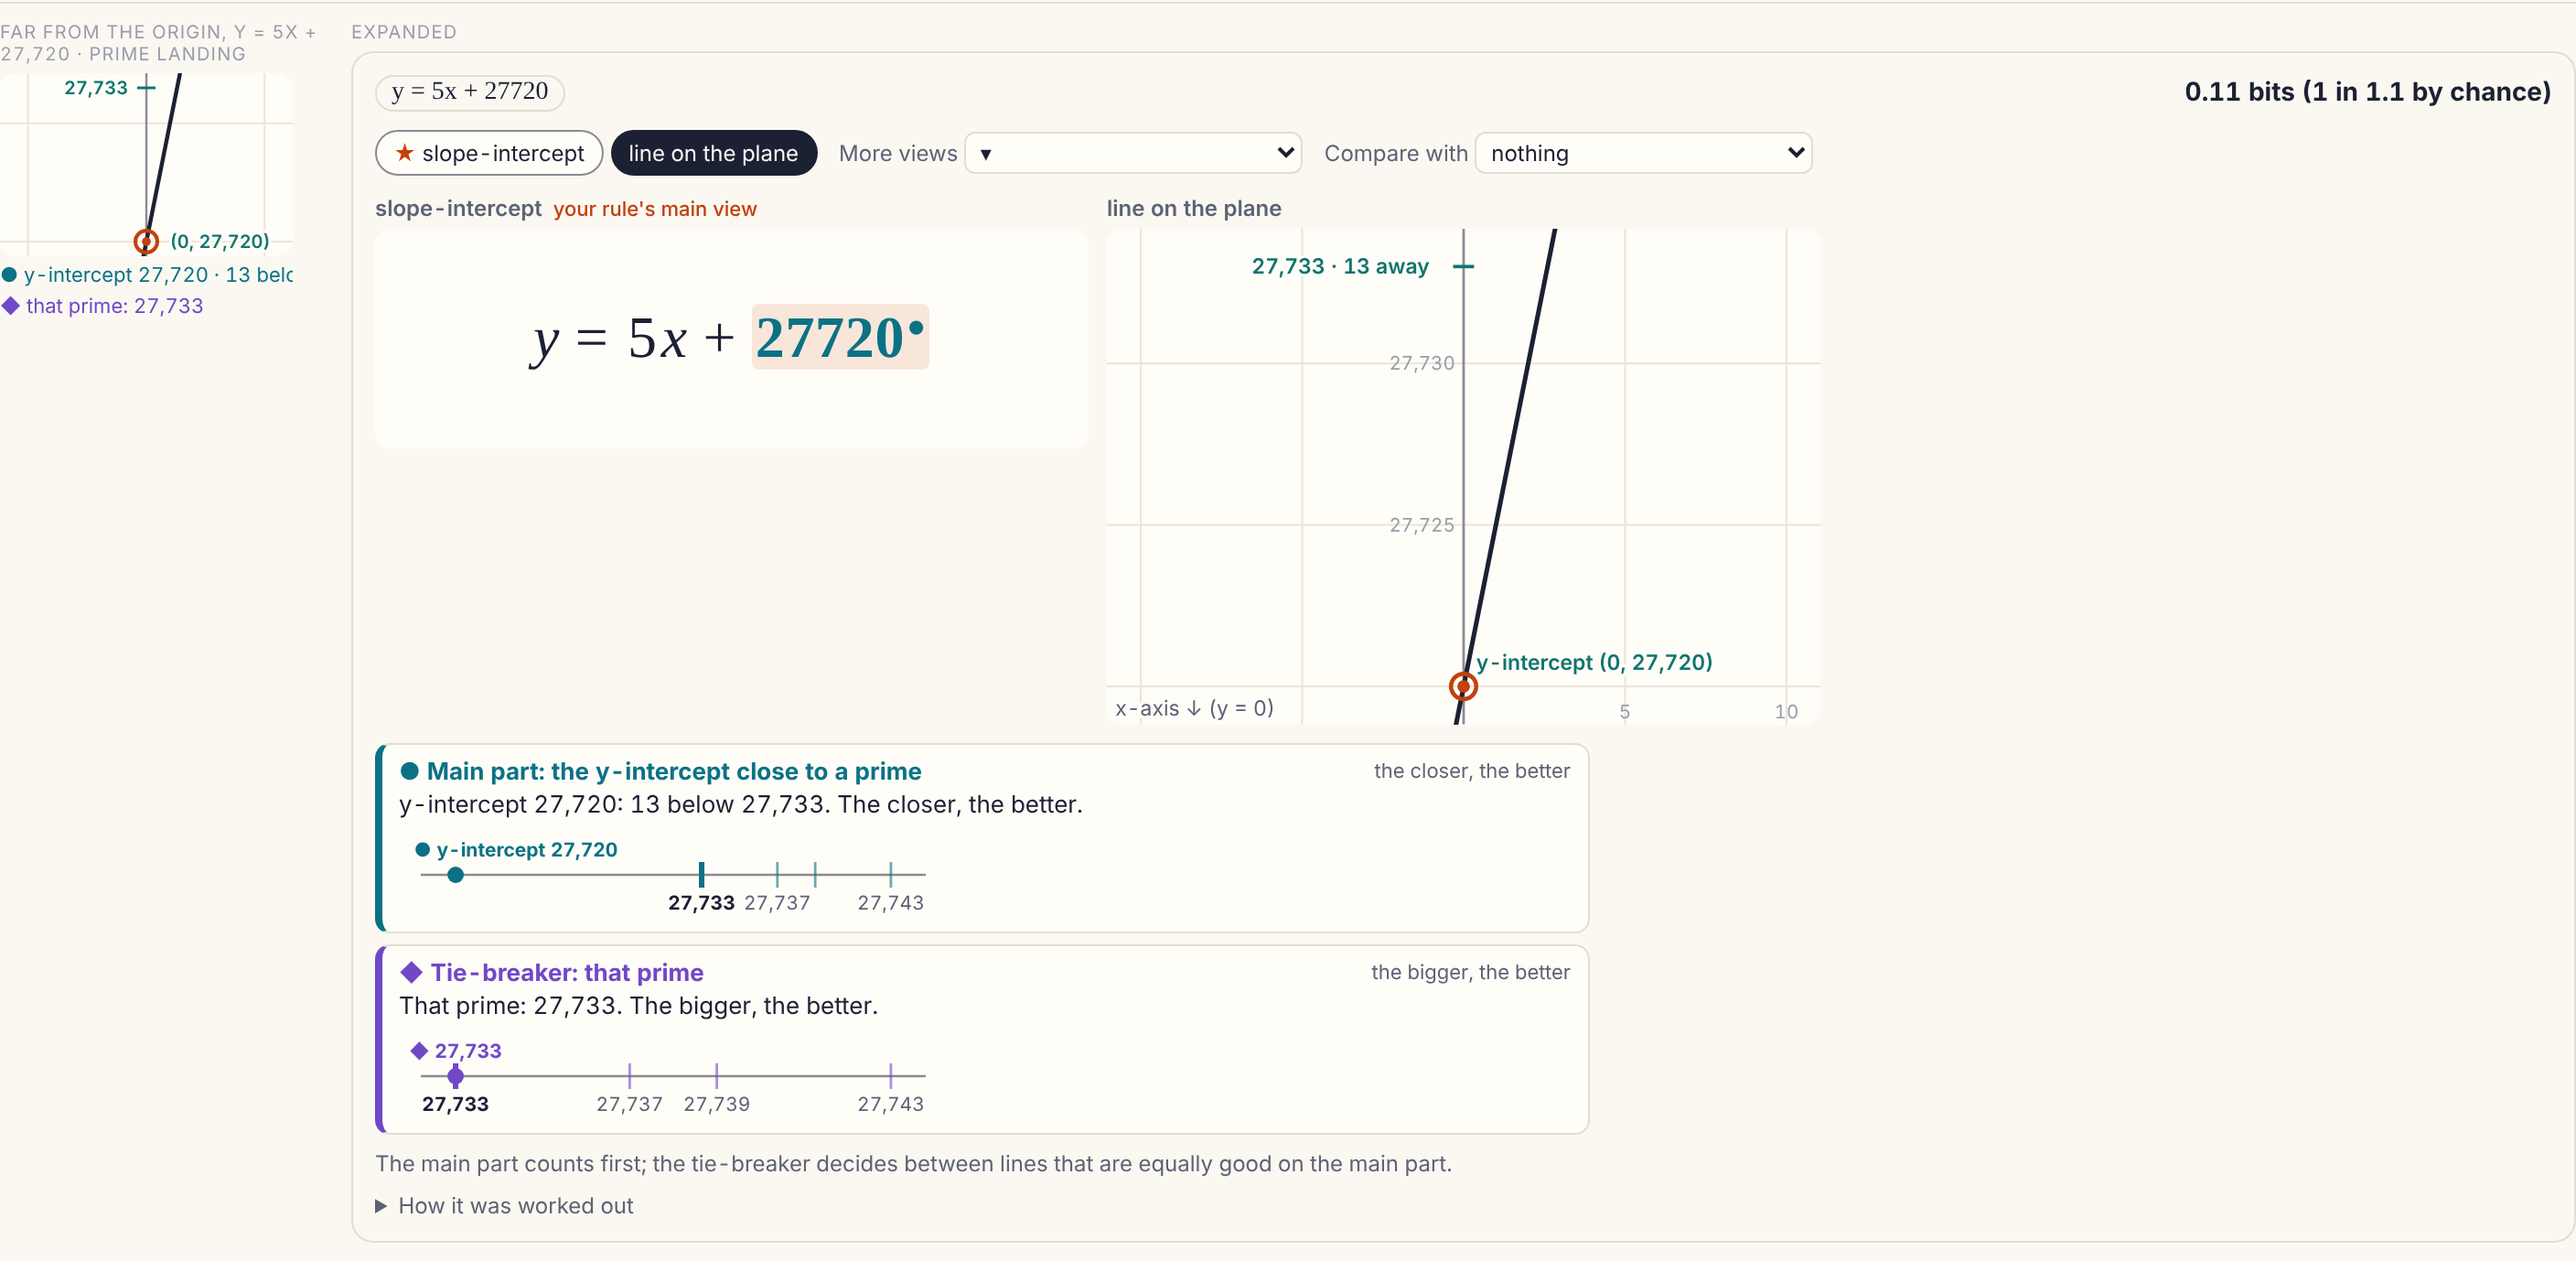 FAR FROM THE ORIGIN, Y = 5X +
27,720 · PRIME LANDING
27,733
(0, 27,720)
● y-intercept 27,720 · 13 belo
◆ that prime: 27,733
EXPANDED
y = 5x + 27720
0.11 bits (1 in 1.1 by chance)
★ slope-intercept
line on the plane
More views
▾
Compare with
nothing
slope-intercept your rule's main view
y = 5x + 27720
line on the plane
27,733 · 13 away
27,730
27,725
y-intercept (0, 27,720)
x-axis ↓ (y = 0)
5
10
● Main part: the y-intercept close to a prime
the closer, the better
y-intercept 27,720: 13 below 27,733. The closer, the better.
● y-intercept 27,720
27,733 27,737 27,743
◆ Tie-breaker: that prime
the bigger, the better
That prime: 27,733. The bigger, the better.
◆ 27,733
27,733 27,737 27,739 27,743
The main part counts first; the tie-breaker decides between lines that are equally good on the main part.
▶ How it was worked out